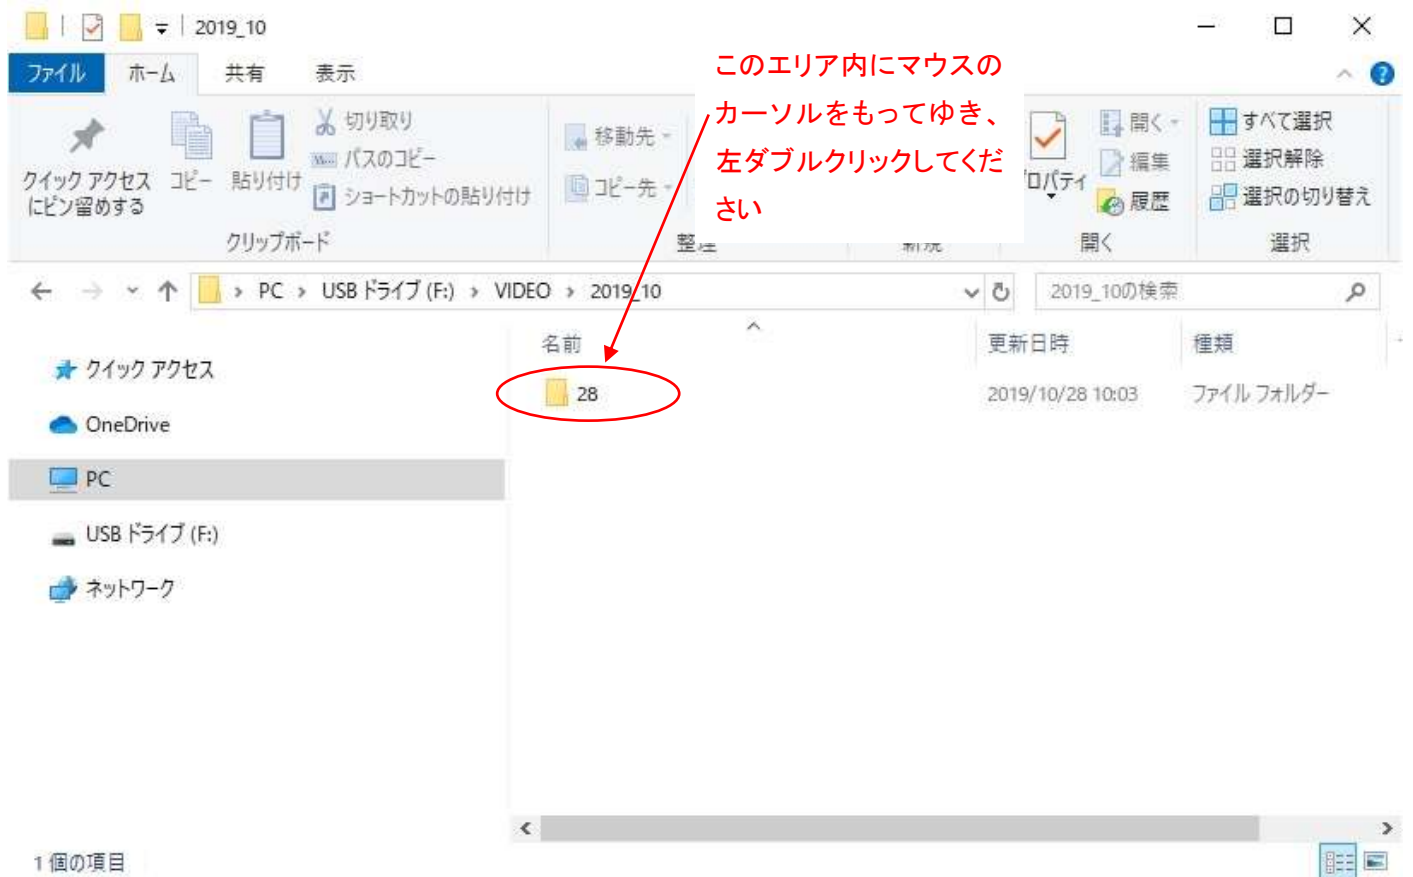 2019_10
ファイル ホーム 共有 表示
このエリア内にマウスの
カーソルをもってゆき、
左ダブルクリックしてくだ
さい
クイック アクセス
にピン留めする
コピー
貼り付け
切り取り
パスのコピー
ショートカットの貼り付け
クリップボード
移動先
コピー先
整理
新規
ロパティ
開く
編集
履歴
開く
すべて選択
選択解除
選択の切り替え
選択
PC > USB ドライブ (F:) > VIDEO > 2019_10
2019_10の検索
クイック アクセス
OneDrive
PC
USB ドライブ (F:)
ネットワーク
名前 更新日時 種類
28 2019/10/28 10:03 ファイル フォルダー
1 個の項目